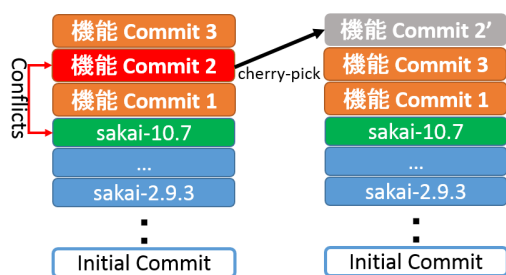 機能 Commit 3
機能 Commit 2
機能 Commit 1
sakai-10.7
...
sakai-2.9.3
Initial Commit
Conflicts
cherry-pick
機能 Commit 2’
機能 Commit 3
機能 Commit 1
sakai-10.7
...
sakai-2.9.3
Initial Commit